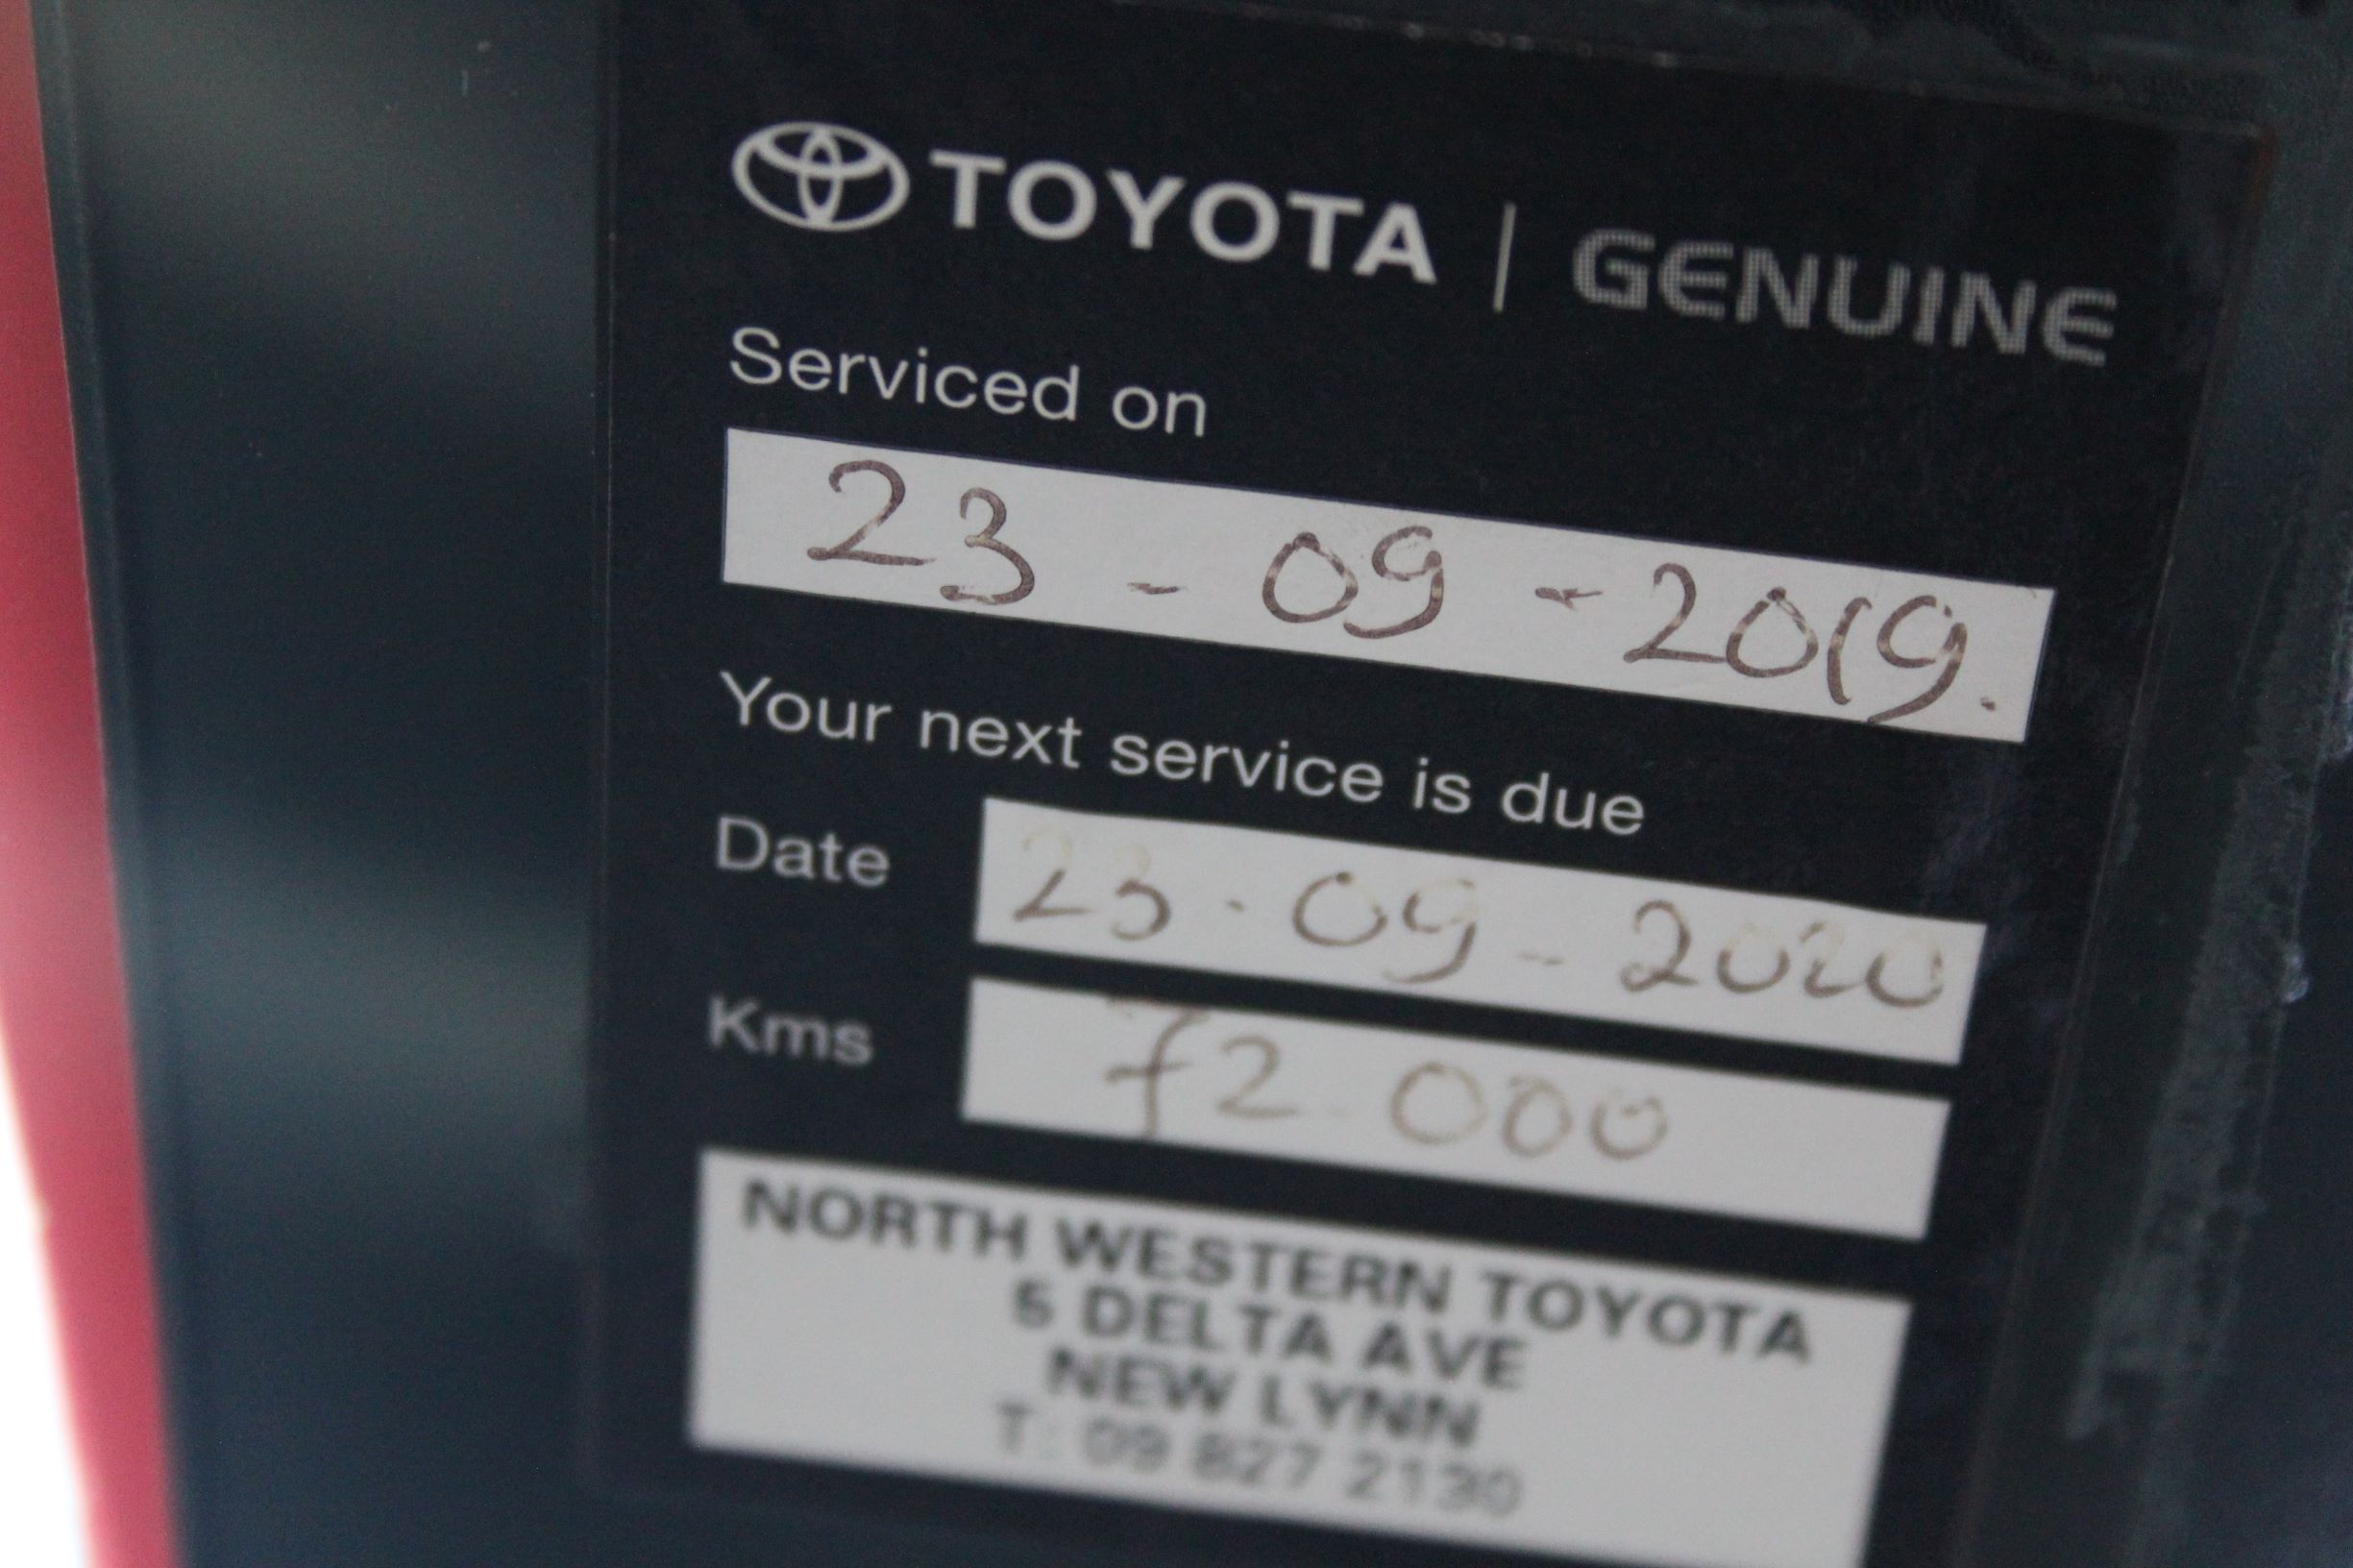 TOYOTA | GENUINE
Serviced on
23 - 09 - 2019.
Your next service is due
Date 23 - 09 - 2020
Kms 72 000
NORTH WESTERN TOYOTA
5 DELTA AVE
NEW LYNN
T: 09 827 2130